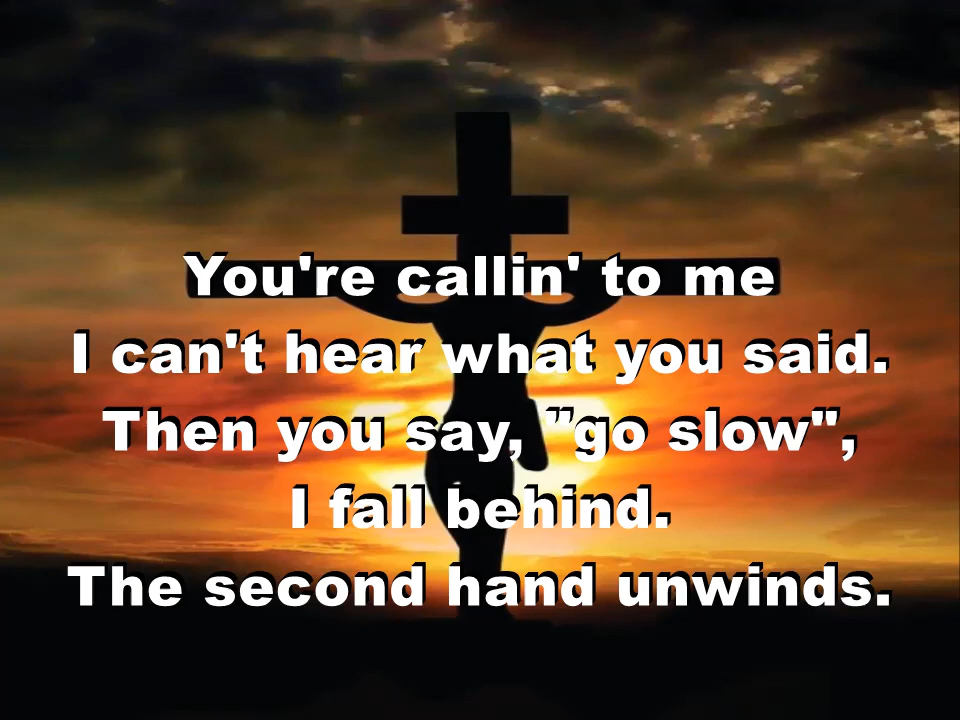 You're callin' to me
I can't hear what you said.
Then you say, "go slow",
I fall behind.
The second hand unwinds.